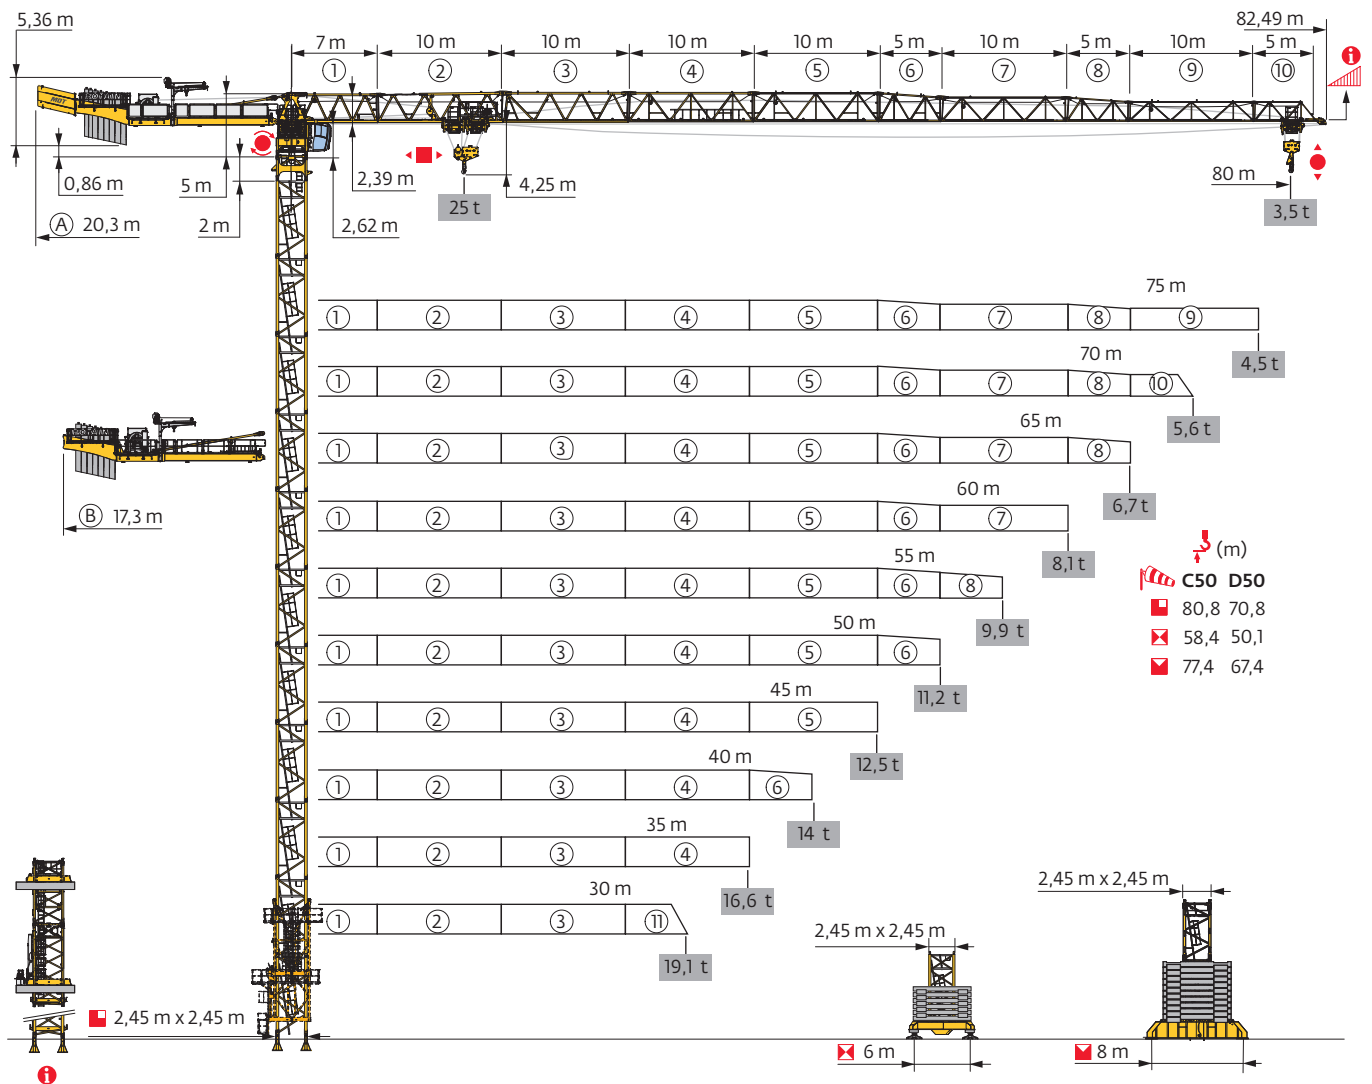 5,36 m
82,49 m
7 m 10 m 10 m 10 m 10 m 5 m 10 m 5 m 10m 5 m
1 2 3 4 5 6 7 8 9 10
i
MDT
0,86 m
5 m
2,39 m
4,25 m
80 m
A 20,3 m
2 m
2,62 m
25 t
3,5 t
75 m
1 2 3 4 5 6 7 8 9
4,5 t
70 m
1 2 3 4 5 6 7 8 10
5,6 t
65 m
1 2 3 4 5 6 7 8
6,7 t
B 17,3 m
60 m
1 2 3 4 5 6 7
8,1 t
55 m
1 2 3 4 5 6 8
9,9 t
(m)
C50 D50
80,8 70,8
58,4 50,1
77,4 67,4
50 m
1 2 3 4 5 6
11,2 t
45 m
1 2 3 4 5
12,5 t
40 m
1 2 3 4 6
14 t
35 m
1 2 3 4
16,6 t
30 m
1 2 3 11
19,1 t
2,45 m x 2,45 m
2,45 m x 2,45 m
2,45 m x 2,45 m
6 m
8 m
i